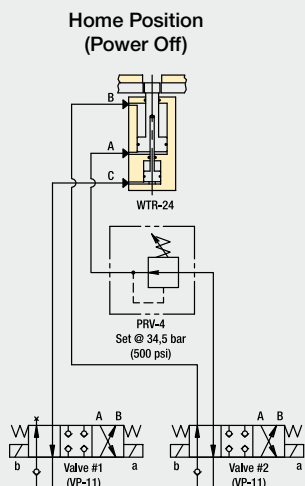 Home Position
(Power Off)
B
A
C
WTR-24
PRV-4
Set @ 34,5 bar
(500 psi)
A B
A B
b
Valve #1
(VP-11)
a
b
Valve #2
(VP-11)
a